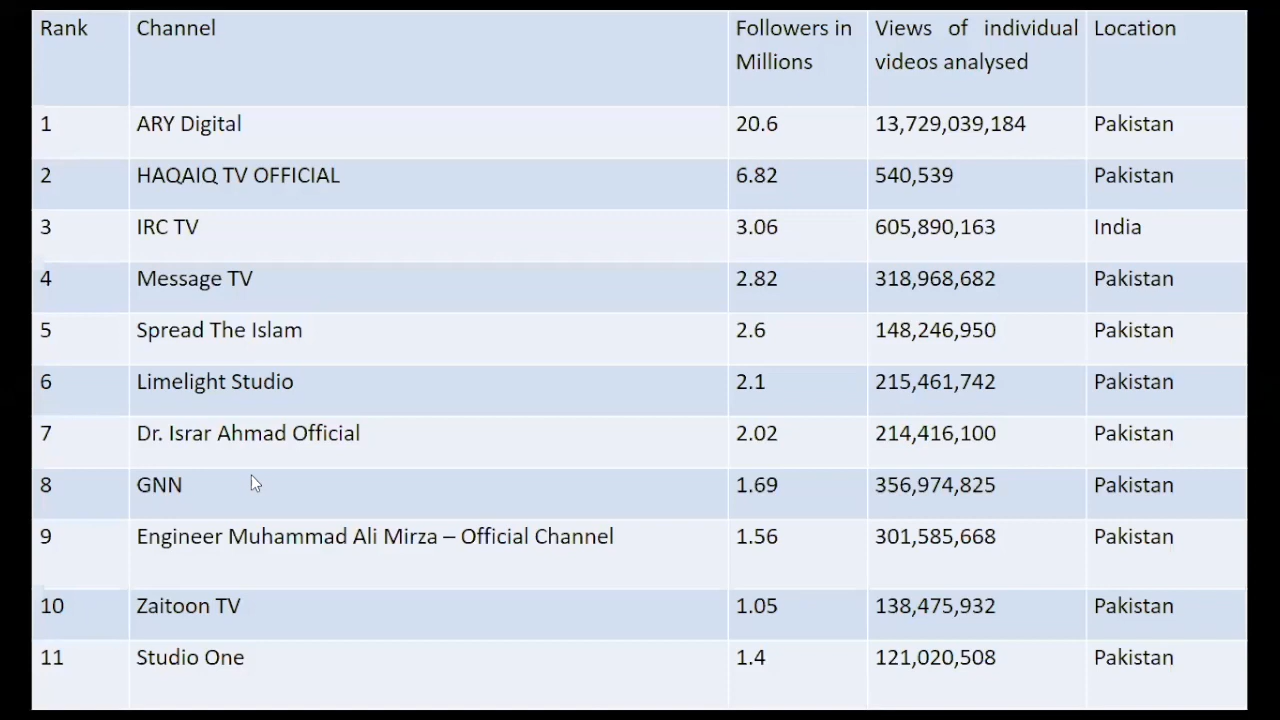 Rank Channel Followers in Millions Views of individual videos analysed Location
1 ARY Digital 20.6 13,729,039,184 Pakistan
2 HAQAIQ TV OFFICIAL 6.82 540,539 Pakistan
3 IRC TV 3.06 605,890,163 India
4 Message TV 2.82 318,968,682 Pakistan
5 Spread The Islam 2.6 148,246,950 Pakistan
6 Limelight Studio 2.1 215,461,742 Pakistan
7 Dr. Israr Ahmad Official 2.02 214,416,100 Pakistan
8 GNN 1.69 356,974,825 Pakistan
9 Engineer Muhammad Ali Mirza – Official Channel 1.56 301,585,668 Pakistan
10 Zaitoon TV 1.05 138,475,932 Pakistan
11 Studio One 1.4 121,020,508 Pakistan